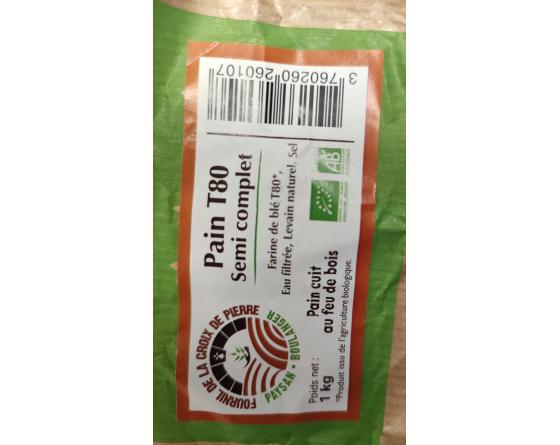 FOURNIL DE LA CROIX DE PIERRE
PAYSAN • BOULANGER
Pain T80
Semi complet
Farine de blé T80*,
Eau filtrée, Levain naturel, Sel
Poids net :
1 kg
Pain cuit
au feu de bois
*Produit issu de l'agriculture biologique.
AB
3 760260 260107